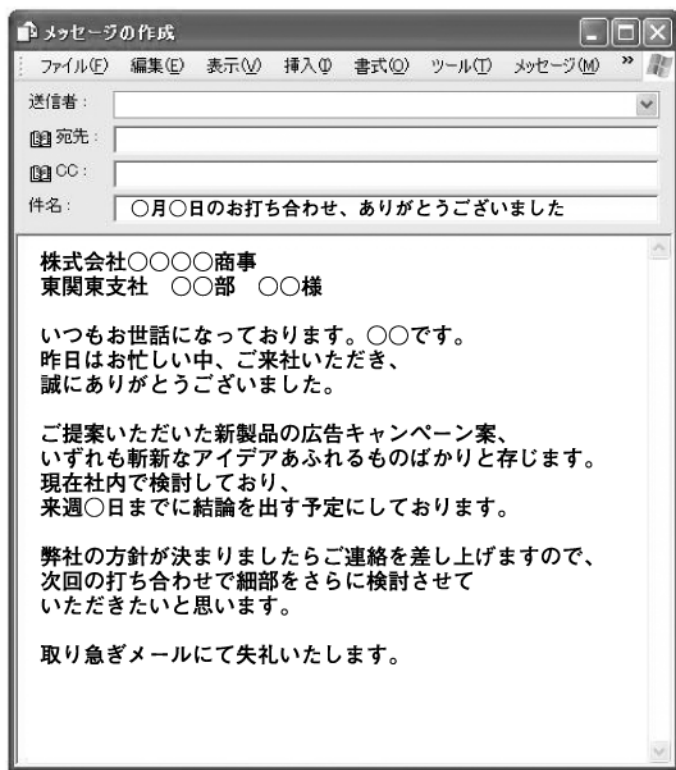 メッセージの作成
ファイル(F) 編集(E) 表示(V) 挿入(I) 書式(O) ツール(T) メッセージ(M) »
送信者：
宛先：
CC：
件名： ○月○日のお打ち合わせ、ありがとうございました
株式会社○○○○商事
東関東支社　○○部　○○様
いつもお世話になっております。○○です。
昨日はお忙しい中、ご来社いただき、
誠にありがとうございました。
ご提案いただいた新製品の広告キャンペーン案、
いずれも斬新なアイデアあふれるものばかりと存じます。
現在社内で検討しており、
来週○日までに結論を出す予定にしております。
弊社の方針が決まりましたらご連絡を差し上げますので、
次回の打ち合わせで細部をさらに検討させて
いただきたいと思います。
取り急ぎメールにて失礼いたします。